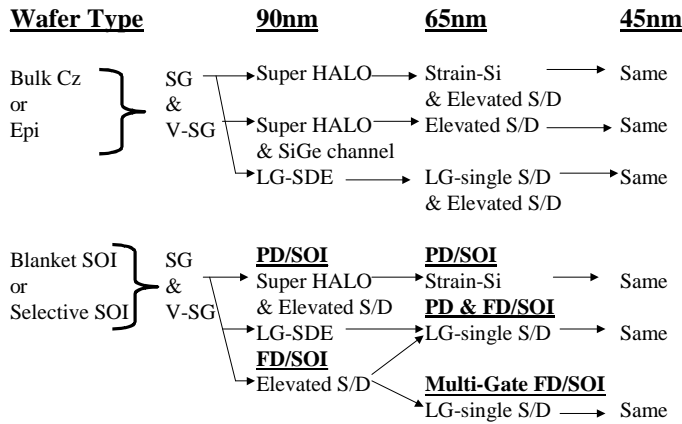 Wafer Type 90nm 65nm 45nm
Bulk Cz SG Super HALO Strain-Si Same
or & & Elevated S/D
Epi V-SG Super HALO Elevated S/D Same
& SiGe channel
LG-SDE LG-single S/D Same
& Elevated S/D
PD/SOI PD/SOI
Blanket SOI SG Super HALO Strain-Si Same
or & & Elevated S/D PD & FD/SOI
Selective SOI V-SG LG-SDE LG-single S/D Same
FD/SOI
Elevated S/D Multi-Gate FD/SOI
LG-single S/D Same